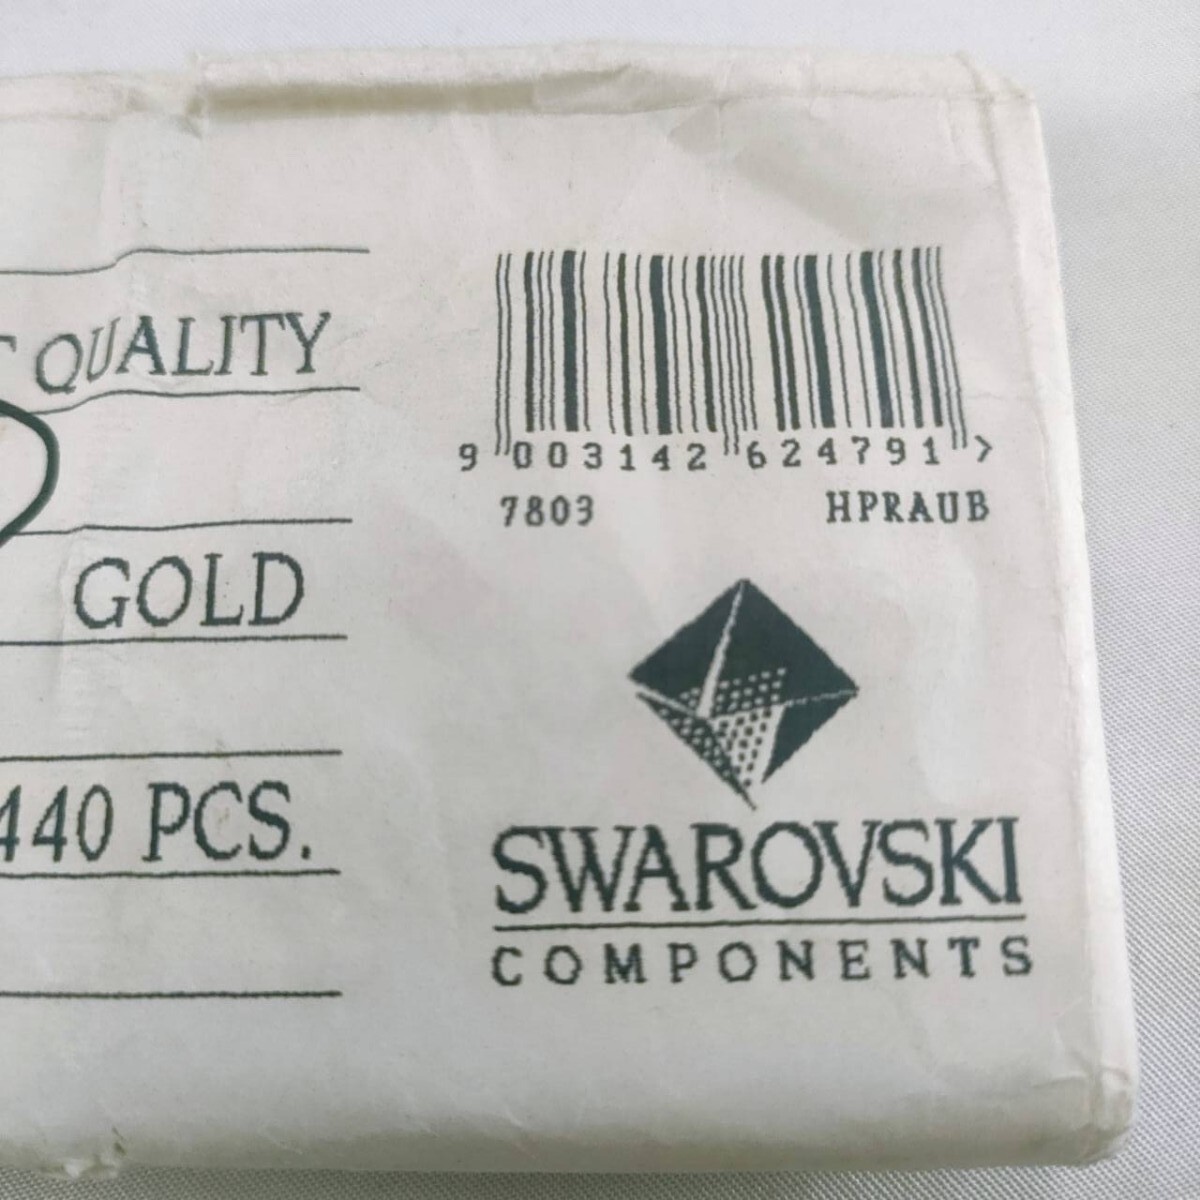 QUALITY
GOLD
440 PCS.
9 003142 624791 >
7803 HPRAUB
SWAROVSKI
COMPONENTS